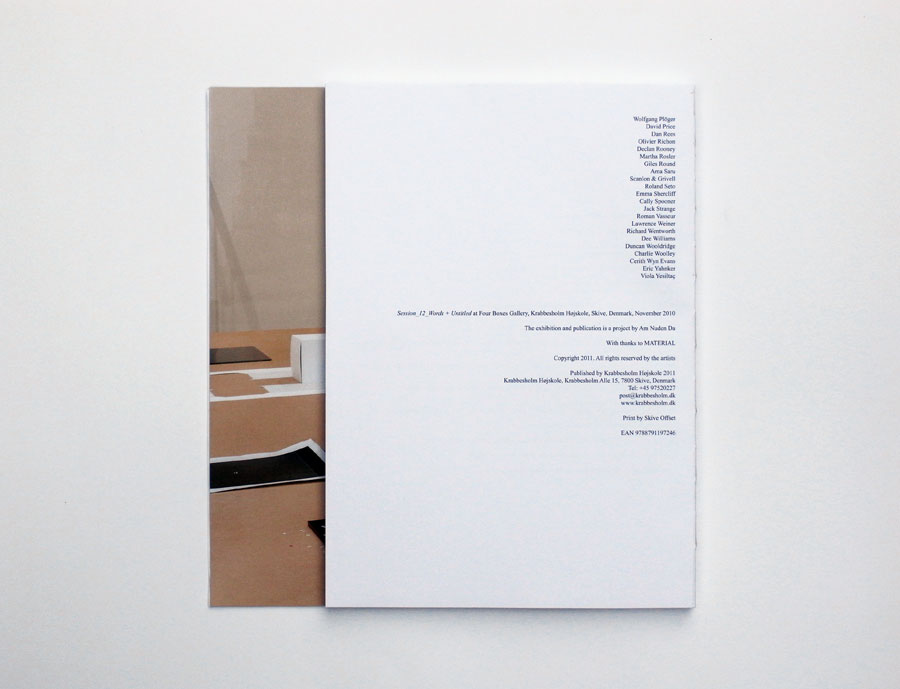 Wolfgang Plöger
David Price
Dan Rees
Olivier Richon
Declan Rooney
Martha Rosler
Giles Round
Ama Saru
Scanlon & Grivell
Roland Seto
Emma Shercliff
Cally Spooner
Jack Strange
Roman Vasseur
Lawrence Weiner
Richard Wentworth
Dee Williams
Duncan Wooldridge
Charlie Woolley
Cerith Wyn Evans
Eric Yahnker
Viola Yesiltaç
Session_12_Words + Untitled at Four Boxes Gallery, Krabbesholm Højskole, Skive, Denmark, November 2010
The exhibition and publication is a project by Am Nuden Da
With thanks to MATERIAL
Copyright 2011. All rights reserved by the artists
Published by Krabbesholm Højskole 2011
Krabbesholm Højskole, Krabbesholm Alle 15, 7800 Skive, Denmark
Tel: +45 97520227
post@krabbesholm.dk
www.krabbesholm.dk
Print by Skive Offset
EAN 9788791197246